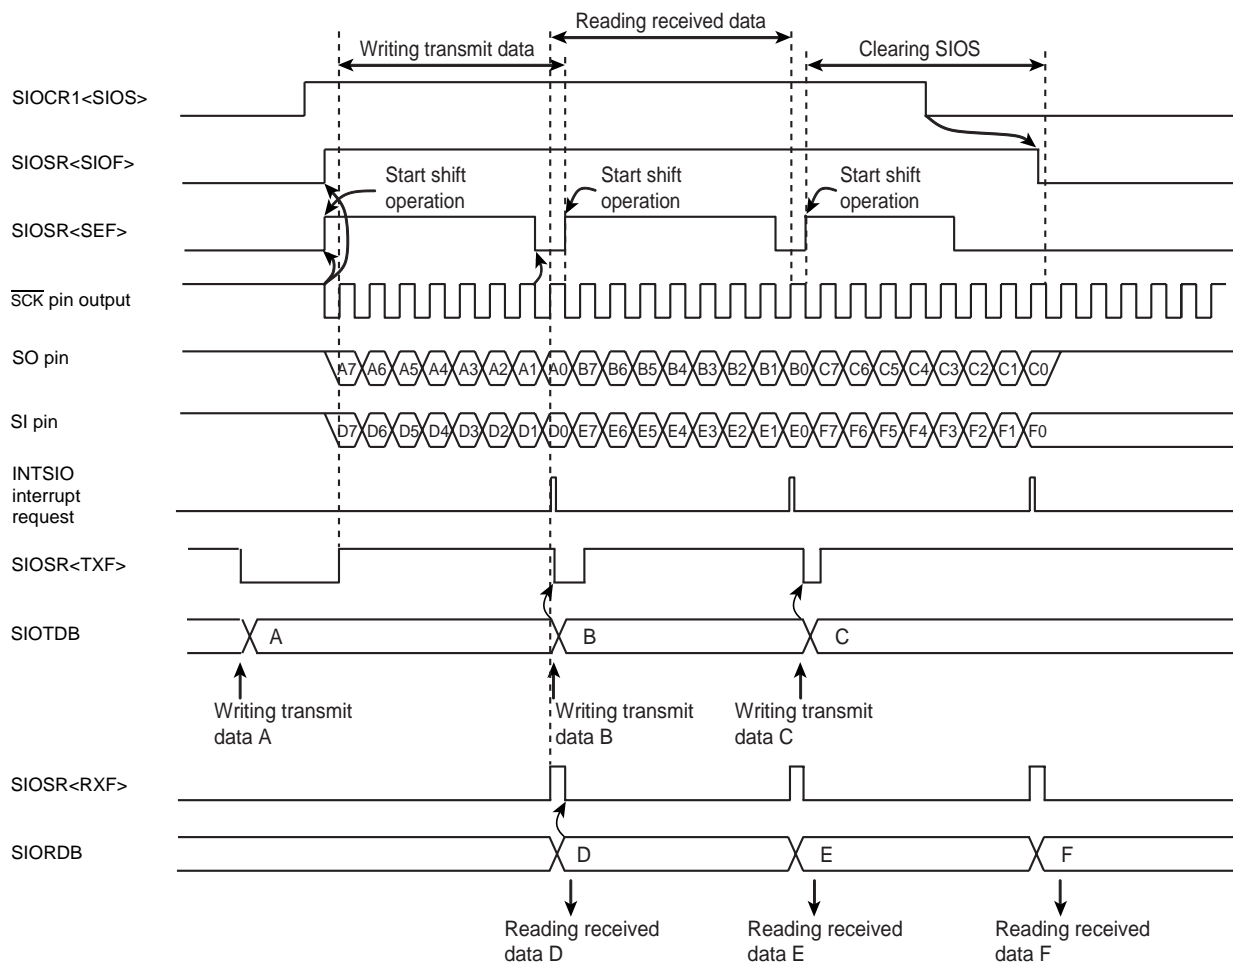 Reading received data
Writing transmit data
Clearing SIOS
SIOCR1<SIOS>
SIOSR<SIOF>
Start shift
operation
Start shift
operation
Start shift
operation
SIOSR<SEF>
SCK pin output
SO pin
A7 A6 A5 A4 A3 A2 A1 A0 B7 B6 B5 B4 B3 B2 B1 B0 C7 C6 C5 C4 C3 C2 C1 C0
SI pin
D7 D6 D5 D4 D3 D2 D1 D0 E7 E6 E5 E4 E3 E2 E1 E0 F7 F6 F5 F4 F3 F2 F1 F0
INTSIO
interrupt
request
SIOSR<TXF>
SIOTDB
A
B
C
Writing transmit
data A
Writing transmit
data B
Writing transmit
data C
SIOSR<RXF>
SIORDB
D
E
F
Reading received
data D
Reading received
data E
Reading received
data F